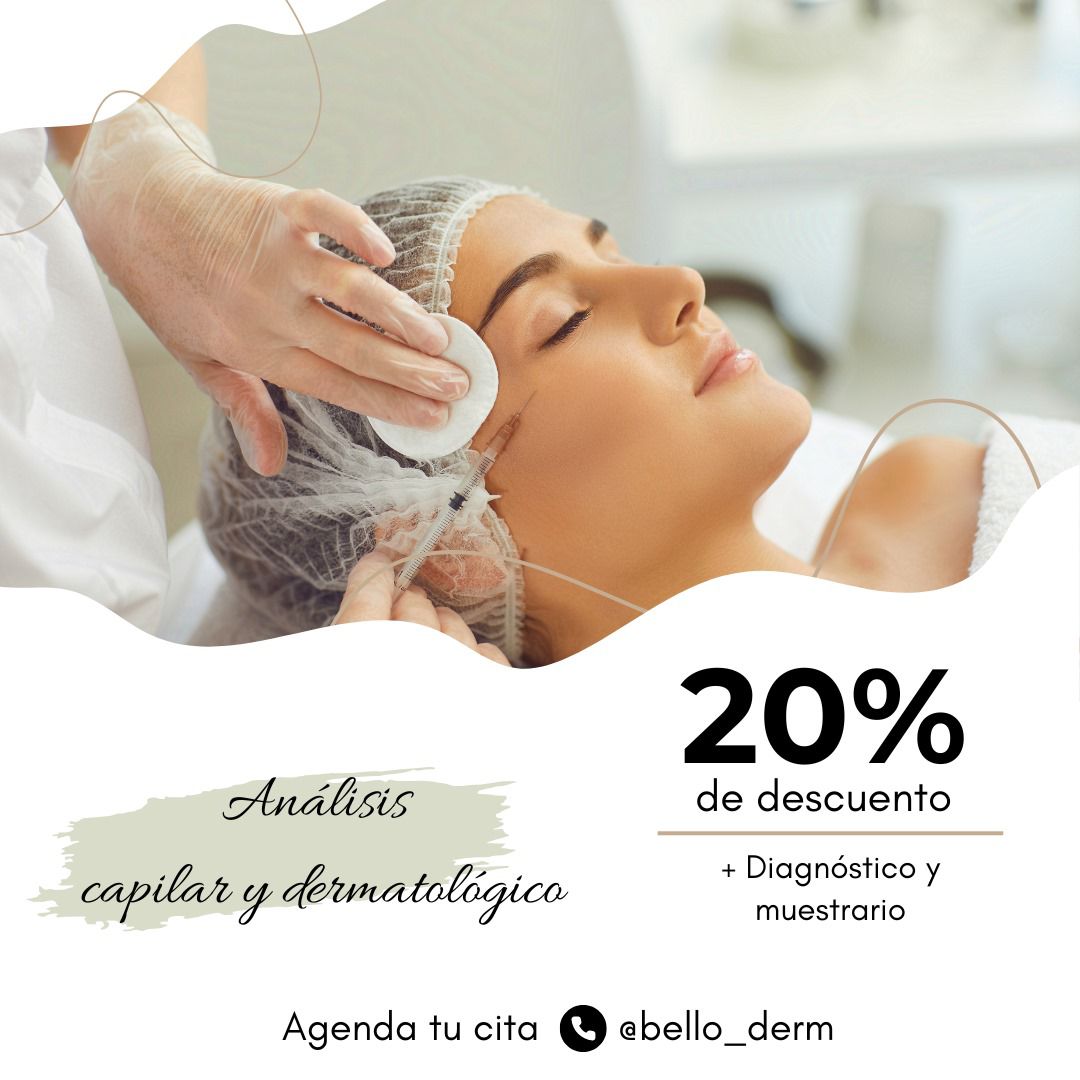 Análisis
capilar y dermatológico
20%
de descuento
+ Diagnóstico y
muestrario
Agenda tu cita @bello_derm